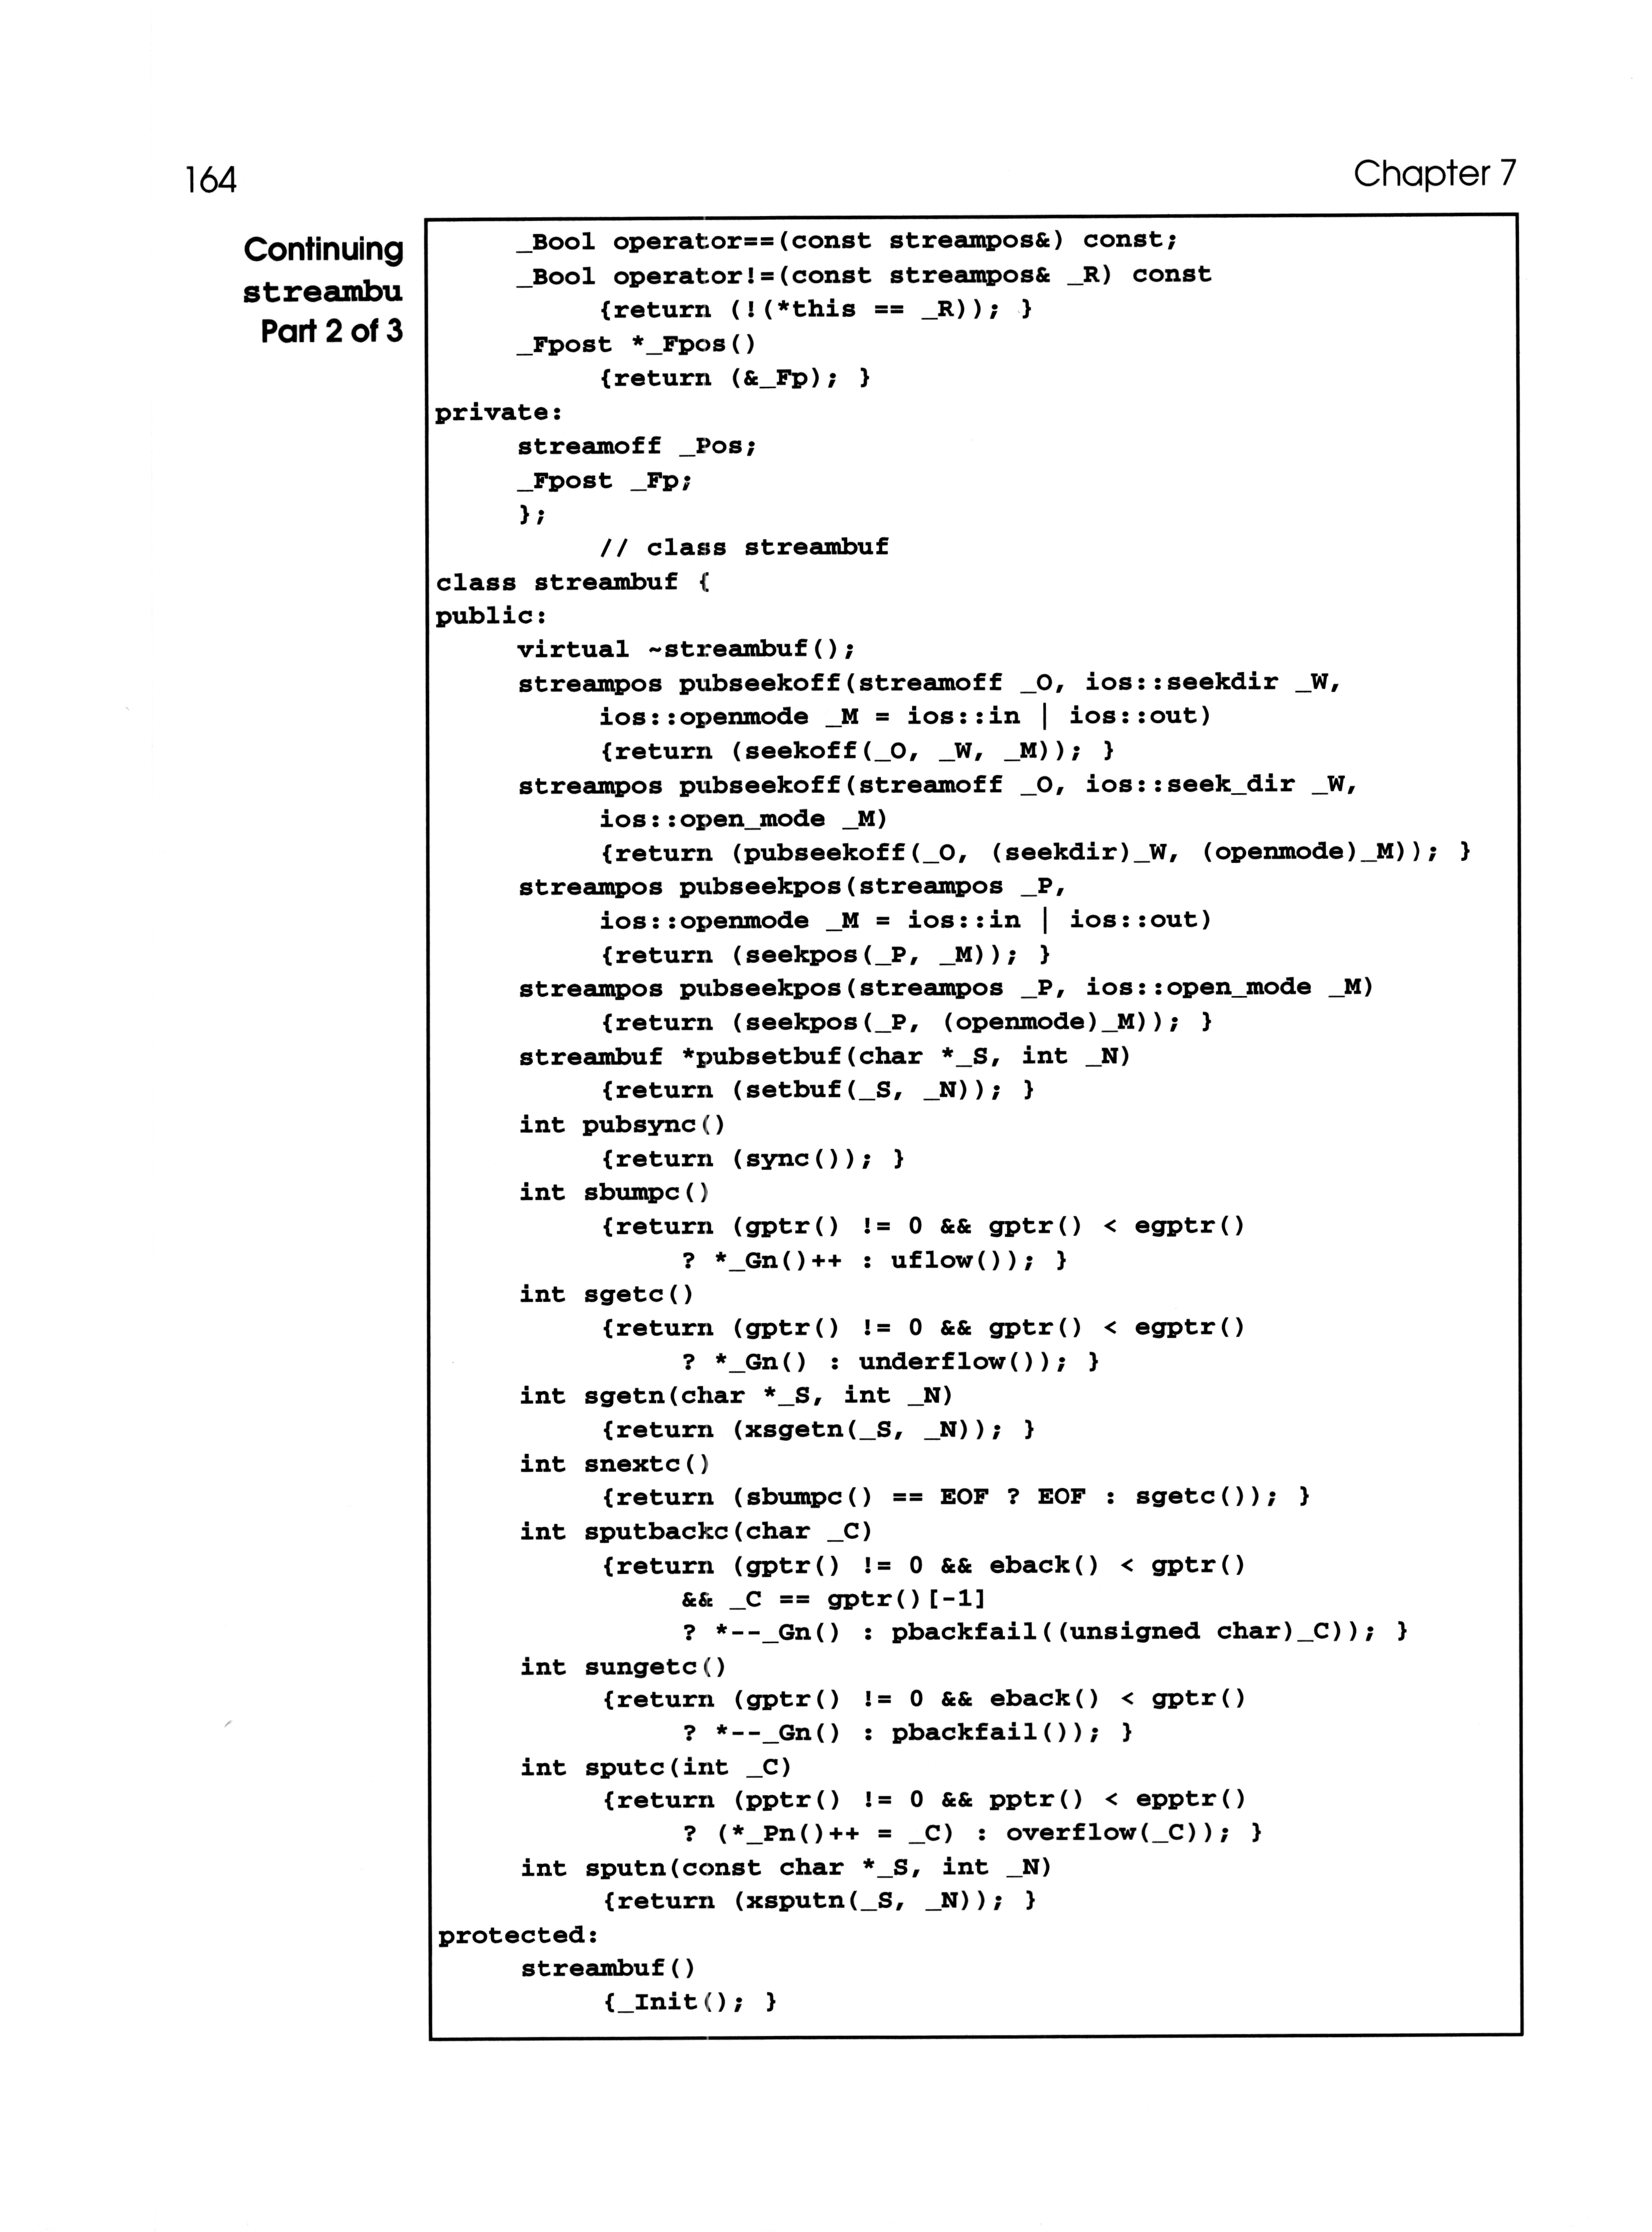 164
Chapter 7
Continuing
streambu
Part 2 of 3
_Bool operator==(const streampos&) const;
_Bool operator!=(const streampos& _R) const
{return (!(*this == _R)); }
_Fpost *_Fpos()
{return (&_Fp); }
private:
streamoff _Pos;
_Fpost _Fp;
};
// class streambuf
class streambuf {
public:
virtual ~streambuf();
streampos pubseekoff(streamoff _O, ios::seekdir _W,
ios::openmode _M = ios::in | ios::out)
{return (seekoff(_O, _W, _M)); }
streampos pubseekoff(streamoff _O, ios::seek_dir _W,
ios::open_mode _M)
{return (pubseekoff(_O, (seekdir)_W, (openmode)_M)); }
streampos pubseekpos(streampos _P,
ios::openmode _M = ios::in | ios::out)
{return (seekpos(_P, _M)); }
streampos pubseekpos(streampos _P, ios::open_mode _M)
{return (seekpos(_P, (openmode)_M)); }
streambuf *pubsetbuf(char *_S, int _N)
{return (setbuf(_S, _N)); }
int pubsync()
{return (sync()); }
int sbumpc()
{return (gptr() != 0 && gptr() < egptr()
? *_Gn()++ : uflow()); }
int sgetc()
{return (gptr() != 0 && gptr() < egptr()
? *_Gn() : underflow()); }
int sgetn(char *_S, int _N)
{return (xsgetn(_S, _N)); }
int snextc()
{return (sbumpc() == EOF ? EOF : sgetc()); }
int sputbackc(char _C)
{return (gptr() != 0 && eback() < gptr()
&& _C == gptr()[-1]
? *--_Gn() : pbackfail((unsigned char)_C)); }
int sungetc()
{return (gptr() != 0 && eback() < gptr()
? *--_Gn() : pbackfail()); }
int sputc(int _C)
{return (pptr() != 0 && pptr() < epptr()
? (*_Pn()++ = _C) : overflow(_C)); }
int sputn(const char *_S, int _N)
{return (xsputn(_S, _N)); }
protected:
streambuf()
{_Init(); }